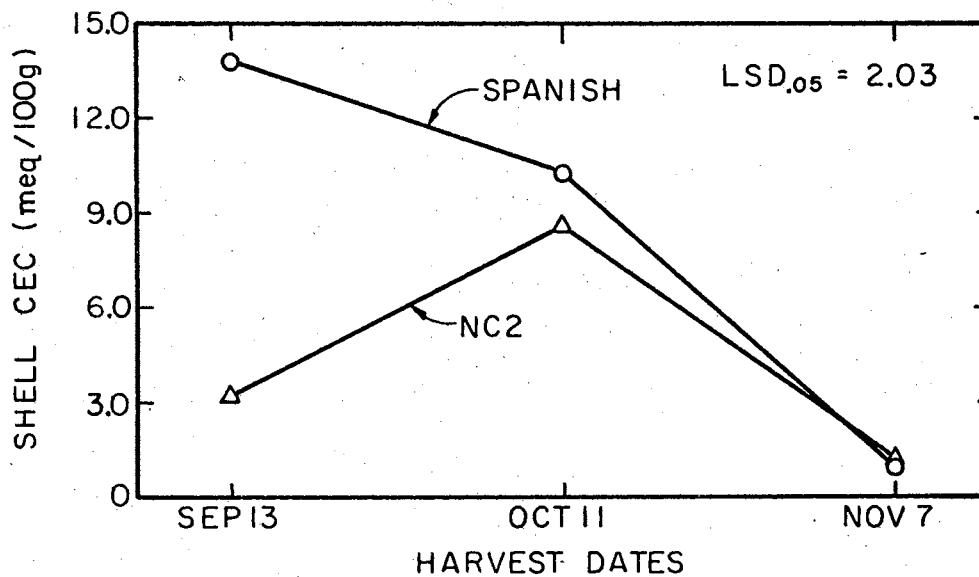 SHELL CEC (meq/100g)
15.0
12.0
9.0
6.0
3.0
0
SPANISH
LSD.05 = 2.03
NC2
SEP 13 OCT 11 NOV 7
HARVEST DATES